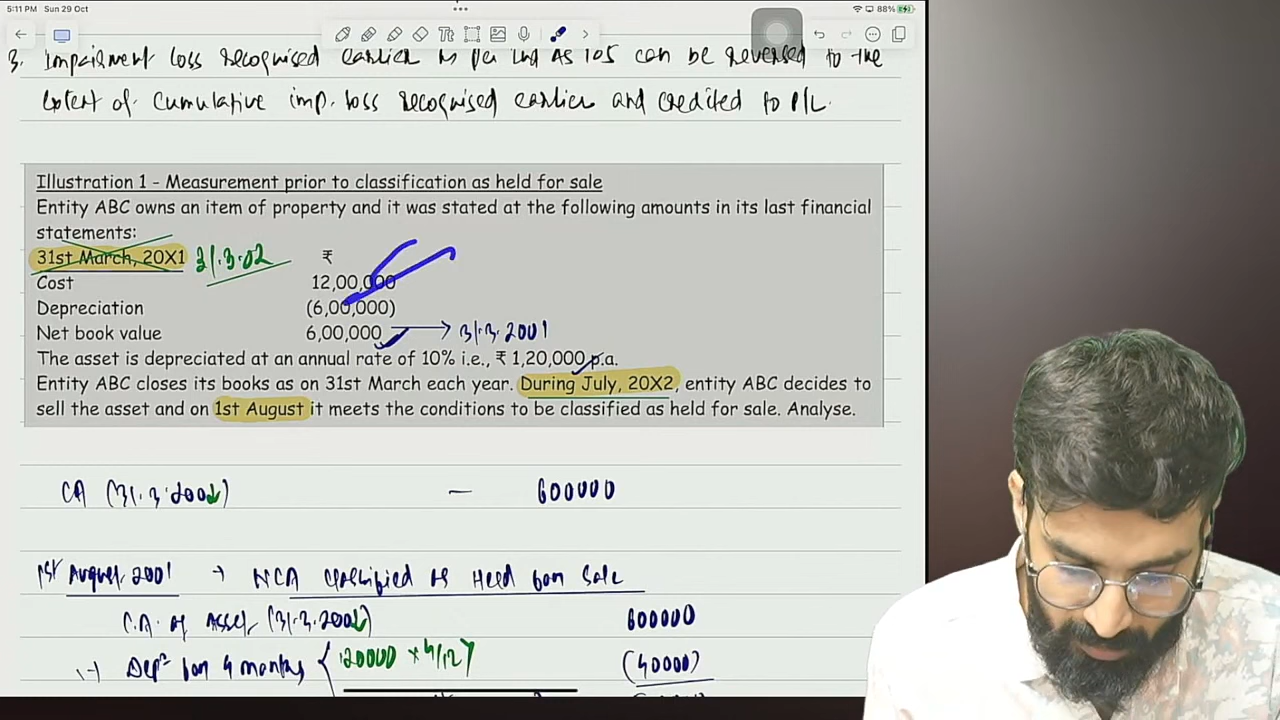 5:11 PM Sun 29 Oct
88%
3. Impairment loss recognised earlier as per Ind AS 105 can be reversed to the
extent of cumulative imp. loss recognised earlier and credited to P/L.
Illustration 1 - Measurement prior to classification as held for sale
Entity ABC owns an item of property and it was stated at the following amounts in its last financial
statements:
31st March, 20X1 31.3.02 ₹
Cost 12,00,000
Depreciation (6,00,000)
Net book value 6,00,000 → 31.3.2001
The asset is depreciated at an annual rate of 10% i.e., ₹ 1,20,000 p.a.
Entity ABC closes its books as on 31st March each year. During July, 20X2, entity ABC decides to
sell the asset and on 1st August it meets the conditions to be classified as held for sale. Analyse.
CA (31.3.2002) — 600000
1st August 2001 → NCA classified as Held for Sale
C.A. of Asset (31.3.2002) 600000
(-) Depn for 4 months { 120000 × 4/12 } (40000)